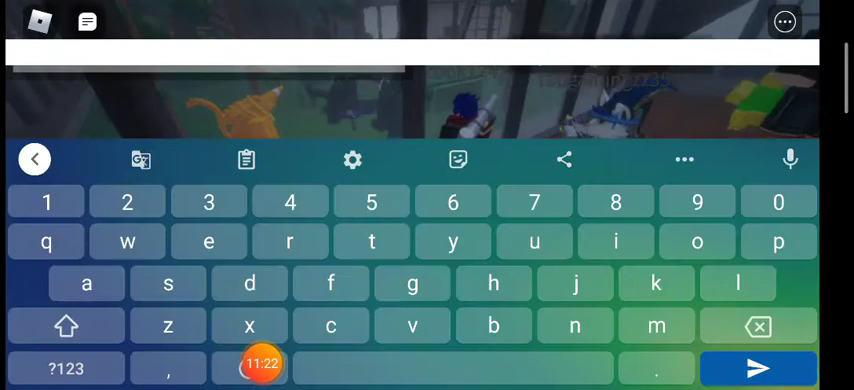 1 2 3 4 5 6 7 8 9 0
q w e r t y u i o p
a s d f g h j k l
z x c v b n m
?123 , 11:22 .